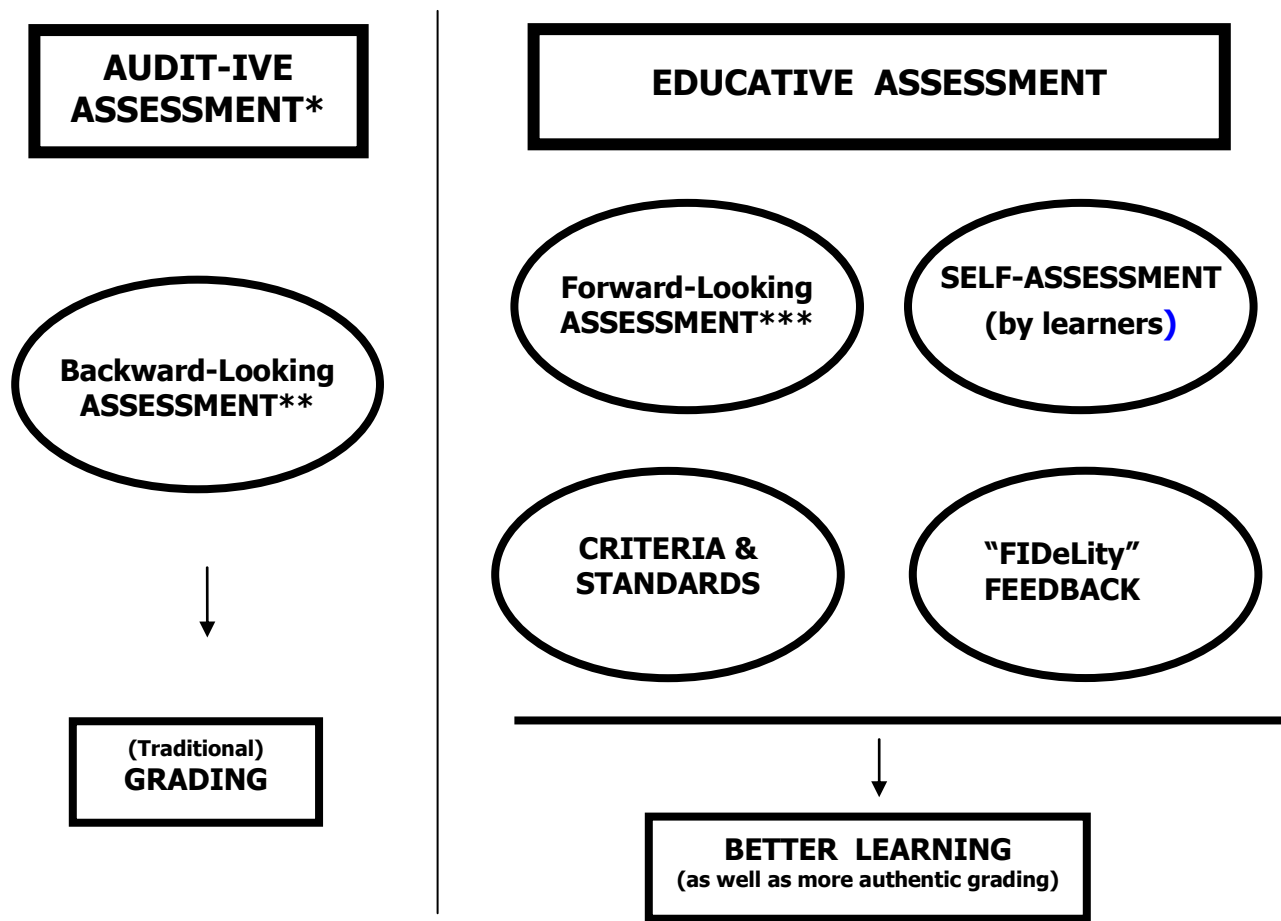 AUDIT-IVE
ASSESSMENT*
Backward-Looking
ASSESSMENT**
(Traditional)
GRADING
EDUCATIVE ASSESSMENT
Forward-Looking
ASSESSMENT***
SELF-ASSESSMENT
(by learners)
CRITERIA &
STANDARDS
“FIDeLity”
FEEDBACK
BETTER LEARNING
(as well as more authentic grading)